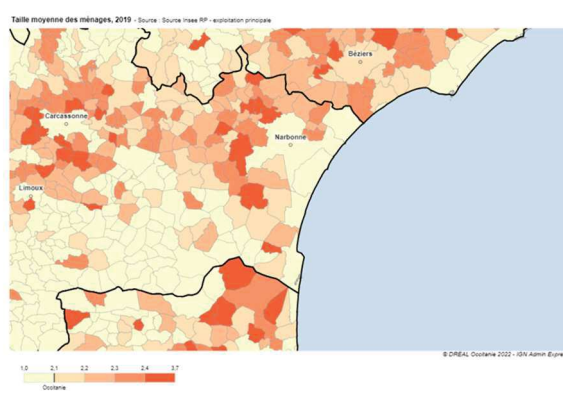 Taille moyenne des ménages, 2019 - Source : Source Insee RP - exploitation principale
Béziers
Carcassonne
Narbonne
Limoux
© DREAL Occitanie 2022 - IGN Admin Expre
1,0 2,1 2,2 2,3 2,4 3,7
Occitanie